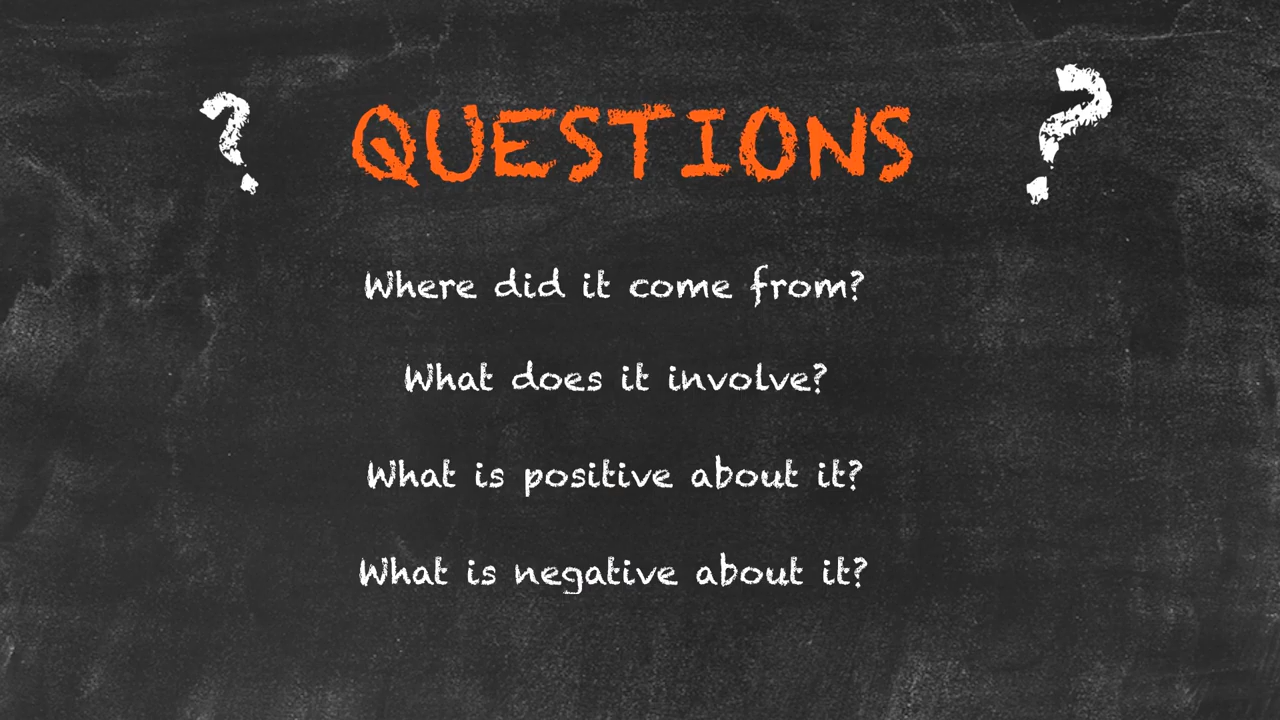 ? QUESTIONS ?
Where did it come from?
What does it involve?
What is positive about it?
What is negative about it?